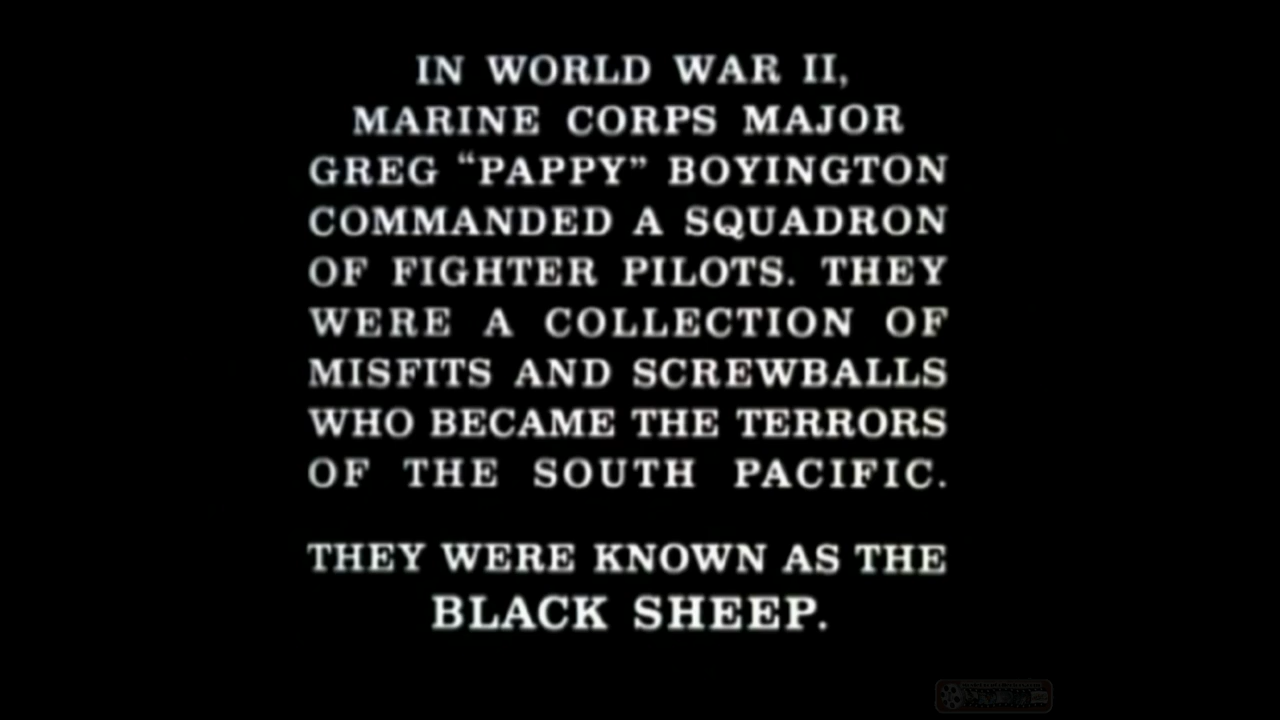 IN WORLD WAR II,
MARINE CORPS MAJOR
GREG “PAPPY” BOYINGTON
COMMANDED A SQUADRON
OF FIGHTER PILOTS. THEY
WERE A COLLECTION OF
MISFITS AND SCREWBALLS
WHO BECAME THE TERRORS
OF THE SOUTH PACIFIC.
THEY WERE KNOWN AS THE
BLACK SHEEP.